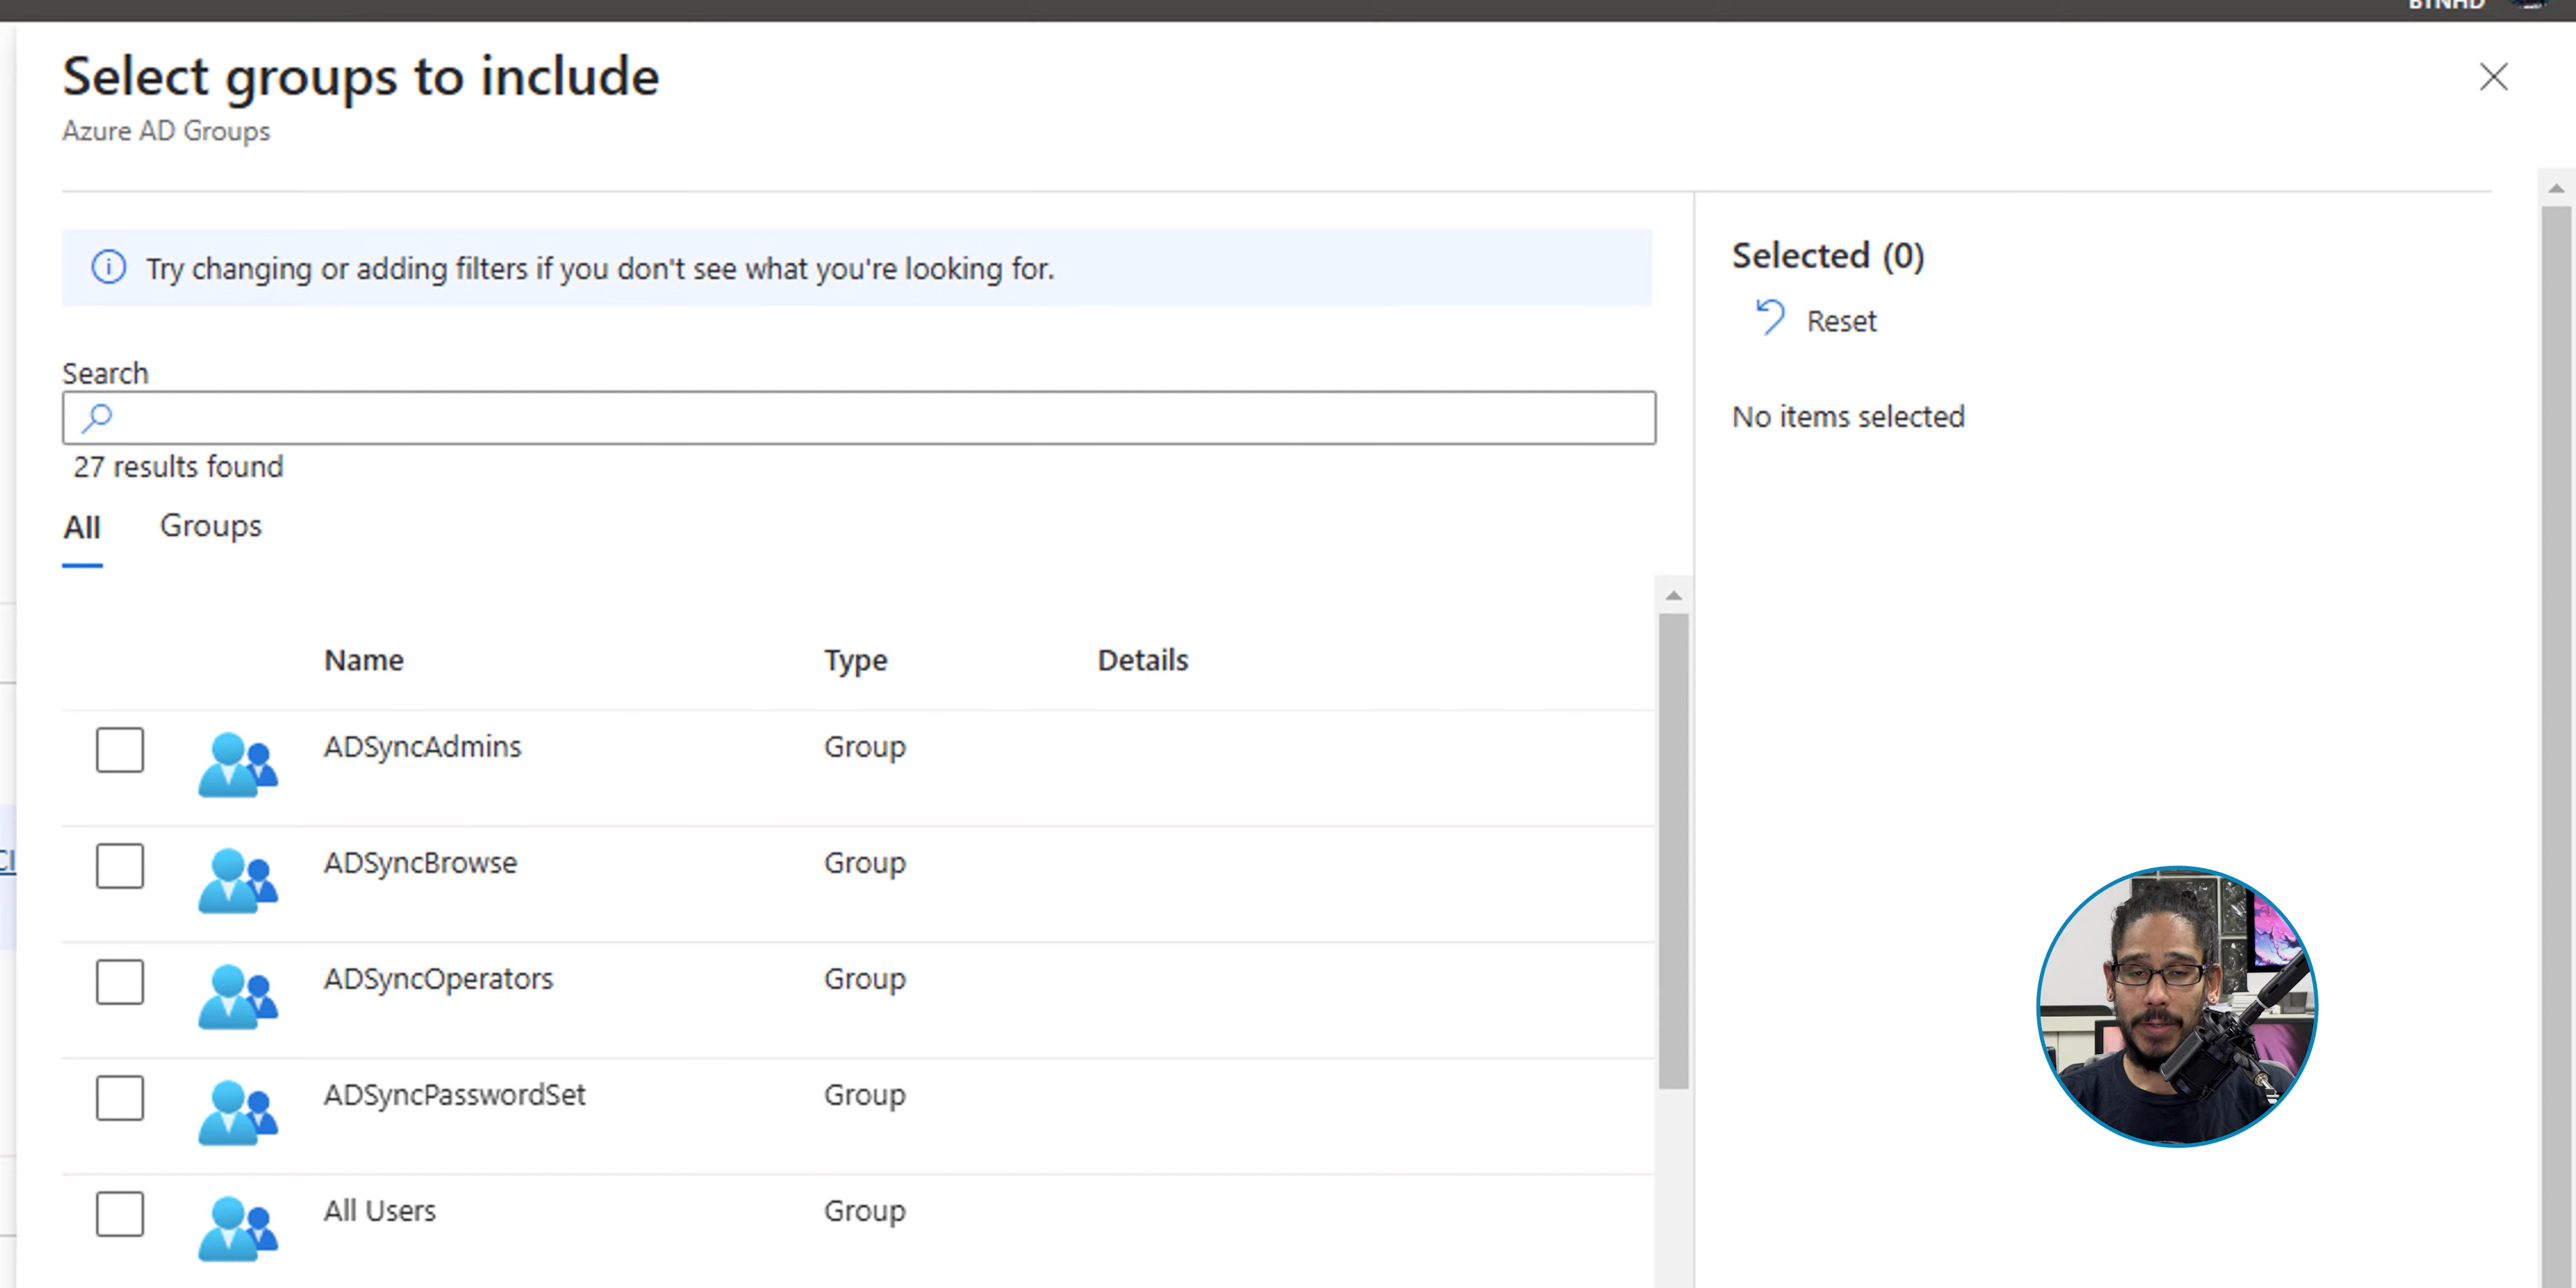 BTNHD
Select groups to include
Azure AD Groups
Try changing or adding filters if you don't see what you're looking for.
Search
27 results found
All Groups
Name Type Details
ADSyncAdmins Group
ADSyncBrowse Group
ADSyncOperators Group
ADSyncPasswordSet Group
All Users Group
Selected (0)
Reset
No items selected